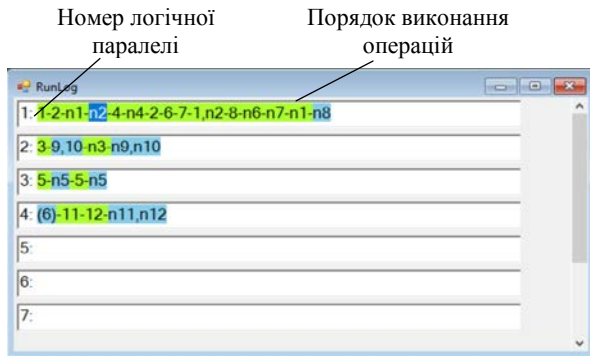 Номер логічної
паралелі
Порядок виконання
операцій
RunLog
1: 1-2-n1-n2-4-n4-2-6-7-1,n2-8-n6-n7-n1-n8
2: 3-9,10-n3-n9,n10
3: 5-n5-5-n5
4: (6)-11-12-n11,n12
5:
6:
7: